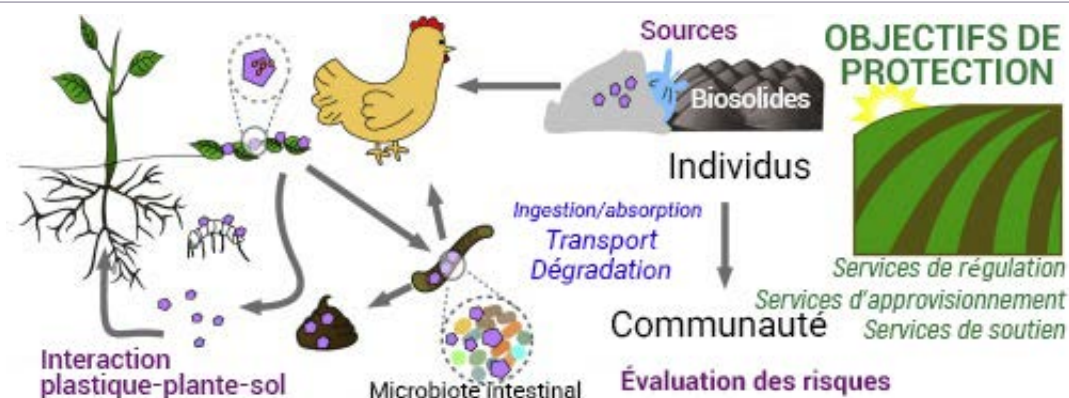 Sources
Biosolides
OBJECTIFS DE
PROTECTION
Individus
Ingestion/absorption
Transport
Dégradation
Communauté
Services de régulation
Services d'approvisionnement
Services de soutien
Interaction
plastique-plante-sol
Microbiote Intestinal
Évaluation des risques